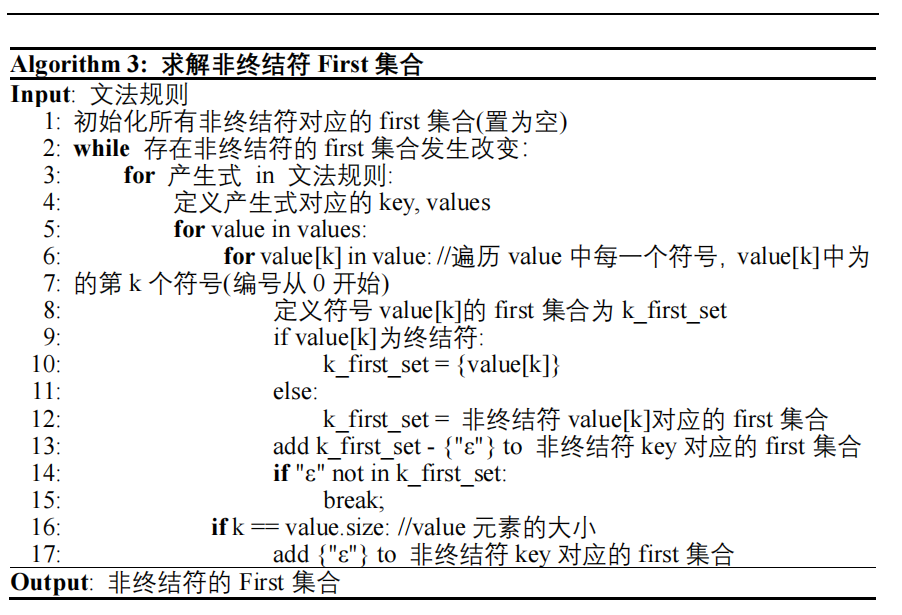 Algorithm 3: 求解非终结符 First 集合
Input: 文法规则
1: 初始化所有非终结符对应的 first 集合(置为空)
2: while 存在非终结符的 first 集合发生改变:
3: for 产生式 in 文法规则:
4: 定义产生式对应的 key, values
5: for value in values:
6: for value[k] in value: //遍历 value 中每一个符号, value[k]中为
7: 的第 k 个符号(编号从 0 开始)
8: 定义符号 value[k]的 first 集合为 k_first_set
9: if value[k]为终结符:
10: k_first_set = {value[k]}
11: else:
12: k_first_set = 非终结符 value[k]对应的 first 集合
13: add k_first_set - {"ε"} to 非终结符 key 对应的 first 集合
14: if "ε" not in k_first_set:
15: break;
16: if k == value.size: //value 元素的大小
17: add {"ε"} to 非终结符 key 对应的 first 集合
Output: 非终结符的 First 集合